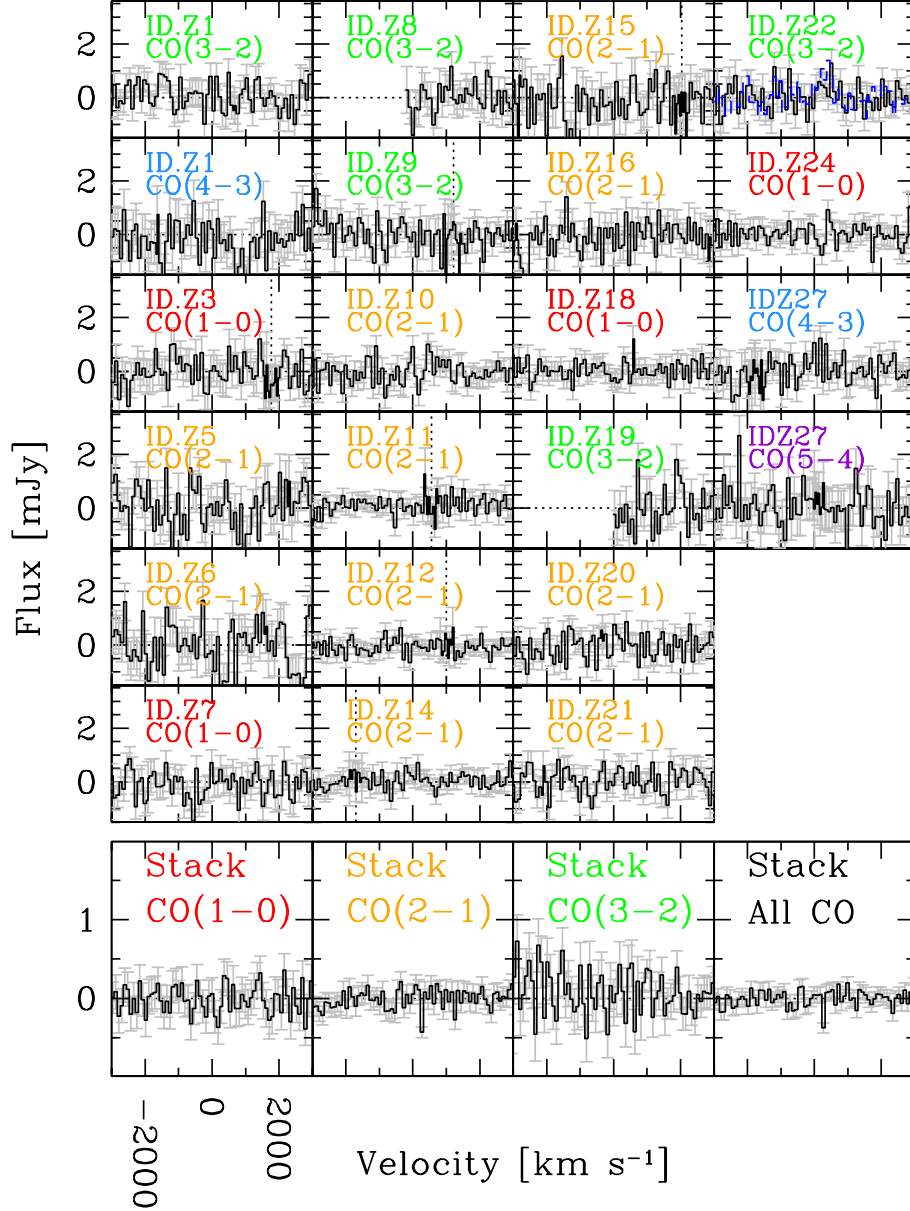 ID.Z1
CO(3−2)
ID.Z8
CO(3−2)
ID.Z15
CO(2−1)
ID.Z22
CO(3−2)
2
0
ID.Z1
CO(4−3)
ID.Z9
CO(3−2)
ID.Z16
CO(2−1)
ID.Z24
CO(1−0)
2
0
ID.Z3
CO(1−0)
ID.Z10
CO(2−1)
ID.Z18
CO(1−0)
IDZ27
CO(4−3)
2
0
ID.Z5
CO(2−1)
ID.Z11
CO(2−1)
ID.Z19
CO(3−2)
IDZ27
CO(5−4)
2
0
ID.Z6
CO(2−1)
ID.Z12
CO(2−1)
ID.Z20
CO(2−1)
2
0
ID.Z7
CO(1−0)
ID.Z14
CO(2−1)
ID.Z21
CO(2−1)
2
0
Flux [mJy]
Stack
CO(1−0)
Stack
CO(2−1)
Stack
CO(3−2)
Stack
All CO
1
0
−2000
0
2000
Velocity [km s⁻¹]